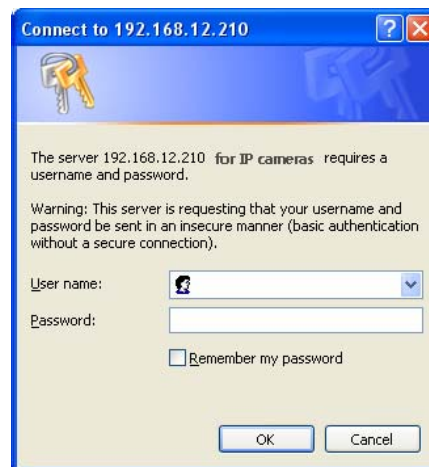 Connect to 192.168.12.210
The server 192.168.12.210 for IP cameras requires a
username and password.
Warning: This server is requesting that your username and
password be sent in an insecure manner (basic authentication
without a secure connection).
User name:
Password:
Remember my password
OK Cancel